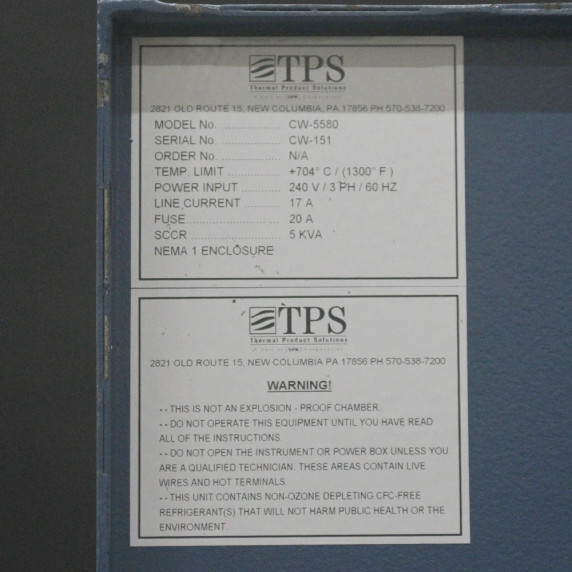 TPS
Thermal Product Solutions
2821 OLD ROUTE 15, NEW COLUMBIA, PA 17856 PH 570-538-7200
MODEL No. .................. CW-5580
SERIAL No. .................. CW-151
ORDER No. .................. N/A
TEMP. LIMIT ................ +704° C / (1300° F )
POWER INPUT ............ 240 V / 3 PH / 60 HZ
LINE CURRENT ........... 17 A
FUSE............................ 20 A
SCCR .......................... 5 KVA
NEMA 1 ENCLOSURE
TPS
Thermal Product Solutions
2821 OLD ROUTE 15, NEW COLUMBIA PA 17856 PH 570-538-7200
WARNING!
- - THIS IS NOT AN EXPLOSION - PROOF CHAMBER.
- - DO NOT OPERATE THIS EQUIPMENT UNTIL YOU HAVE READ
ALL OF THE INSTRUCTIONS.
- - DO NOT OPEN THE INSTRUMENT OR POWER BOX UNLESS YOU
ARE A QUALIFIED TECHNICIAN. THESE AREAS CONTAIN LIVE
WIRES AND HOT TERMINALS.
- - THIS UNIT CONTAINS NON-OZONE DEPLETING CFC-FREE
REFRIGERANT(S) THAT WILL NOT HARM PUBLIC HEALTH OR THE
ENVIRONMENT.